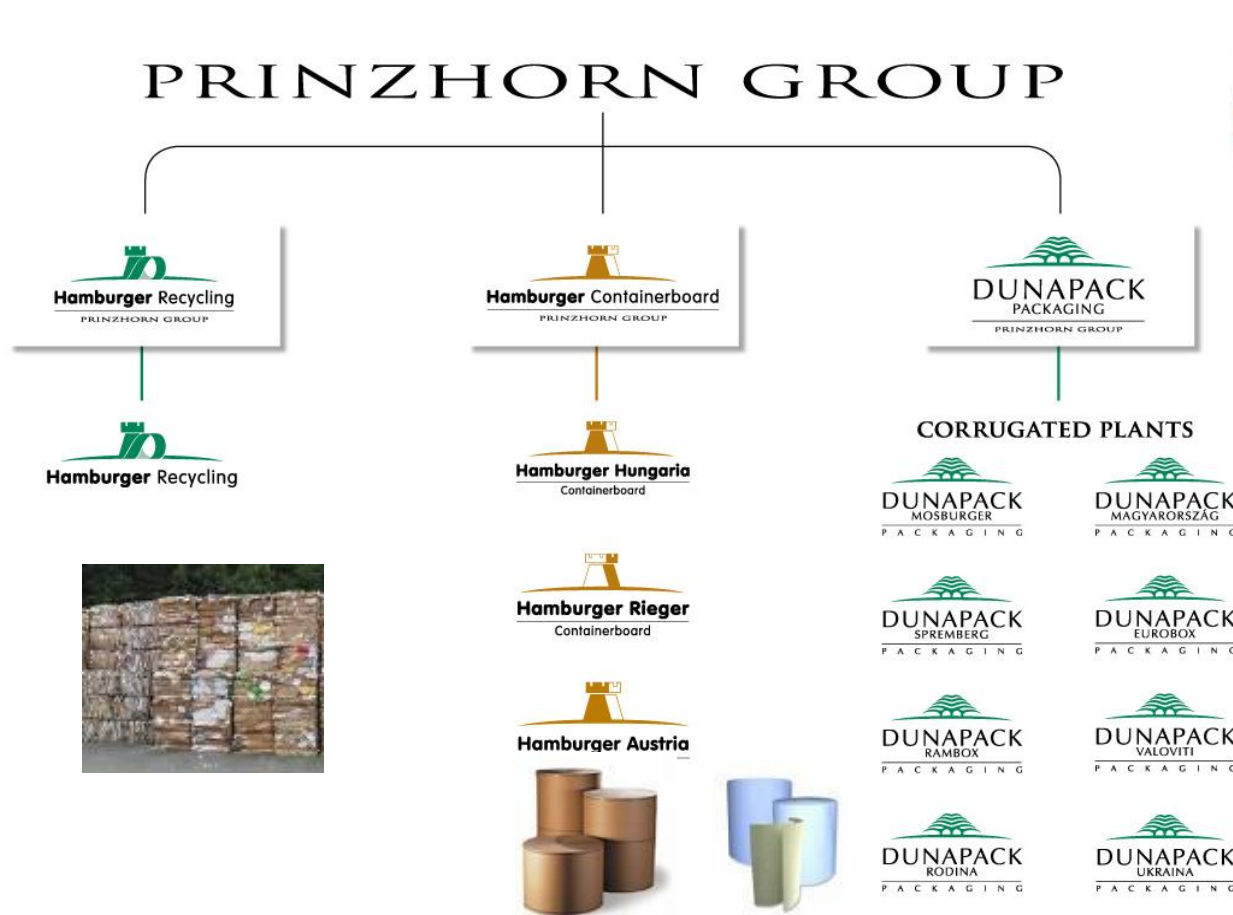 PRINZHORN GROUP
Hamburger Recycling
PRINZHORN GROUP
Hamburger Containerboard
PRINZHORN GROUP
DUNAPACK
PACKAGING
PRINZHORN GROUP
Hamburger Recycling
Hamburger Hungaria
Containerboard
Hamburger Rieger
Containerboard
Hamburger Austria
CORRUGATED PLANTS
DUNAPACK
MOSBURGER
PACKAGING
DUNAPACK
MAGYARORSZÁG
PACKAGING
DUNAPACK
SPREMBERG
PACKAGING
DUNAPACK
EUROBOX
PACKAGING
DUNAPACK
RAMBOX
PACKAGING
DUNAPACK
VALOVITI
PACKAGING
DUNAPACK
RODINA
PACKAGING
DUNAPACK
UKRAINA
PACKAGING